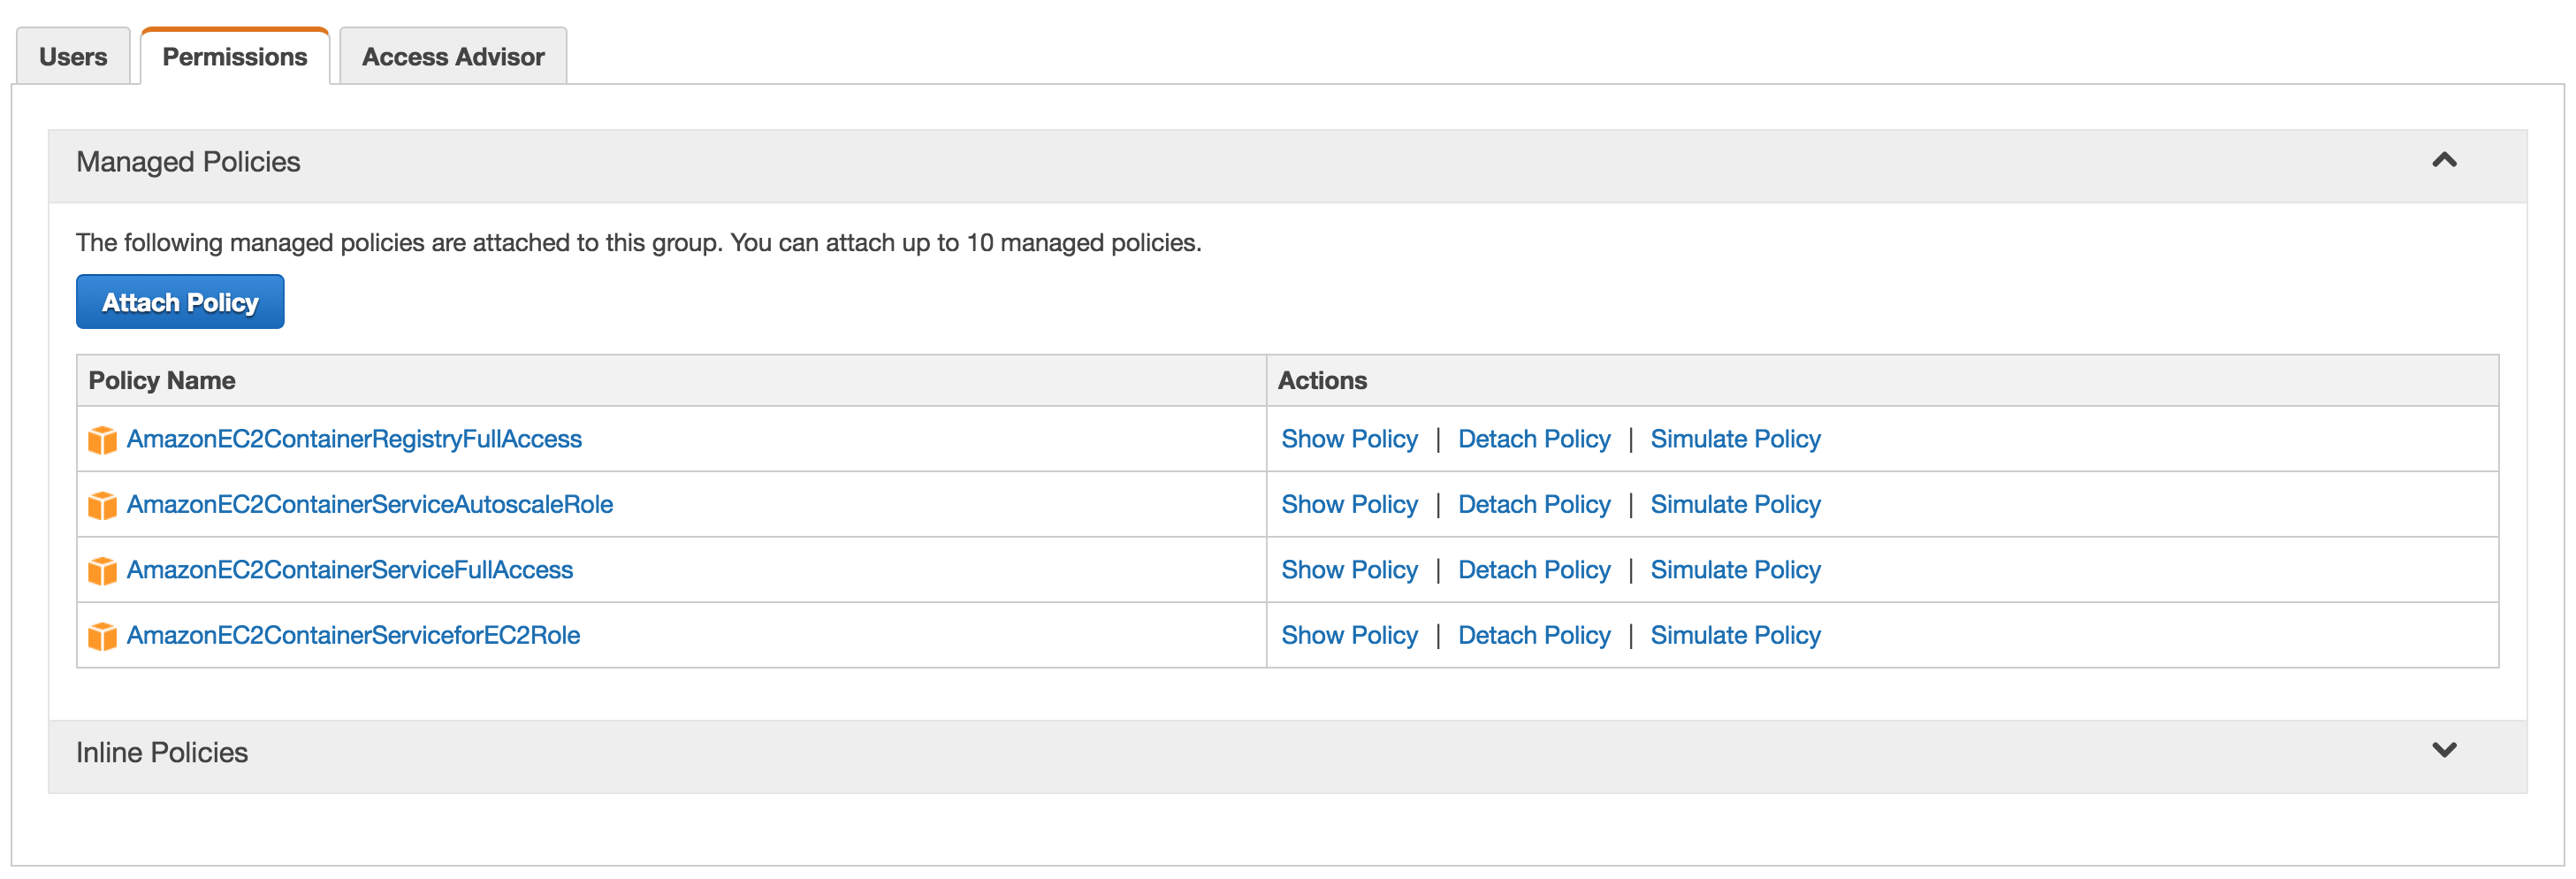 Users Permissions Access Advisor
Managed Policies
The following managed policies are attached to this group. You can attach up to 10 managed policies.
Attach Policy
Policy Name Actions
AmazonEC2ContainerRegistryFullAccess Show Policy | Detach Policy | Simulate Policy
AmazonEC2ContainerServiceAutoscaleRole Show Policy | Detach Policy | Simulate Policy
AmazonEC2ContainerServiceFullAccess Show Policy | Detach Policy | Simulate Policy
AmazonEC2ContainerServiceforEC2Role Show Policy | Detach Policy | Simulate Policy
Inline Policies